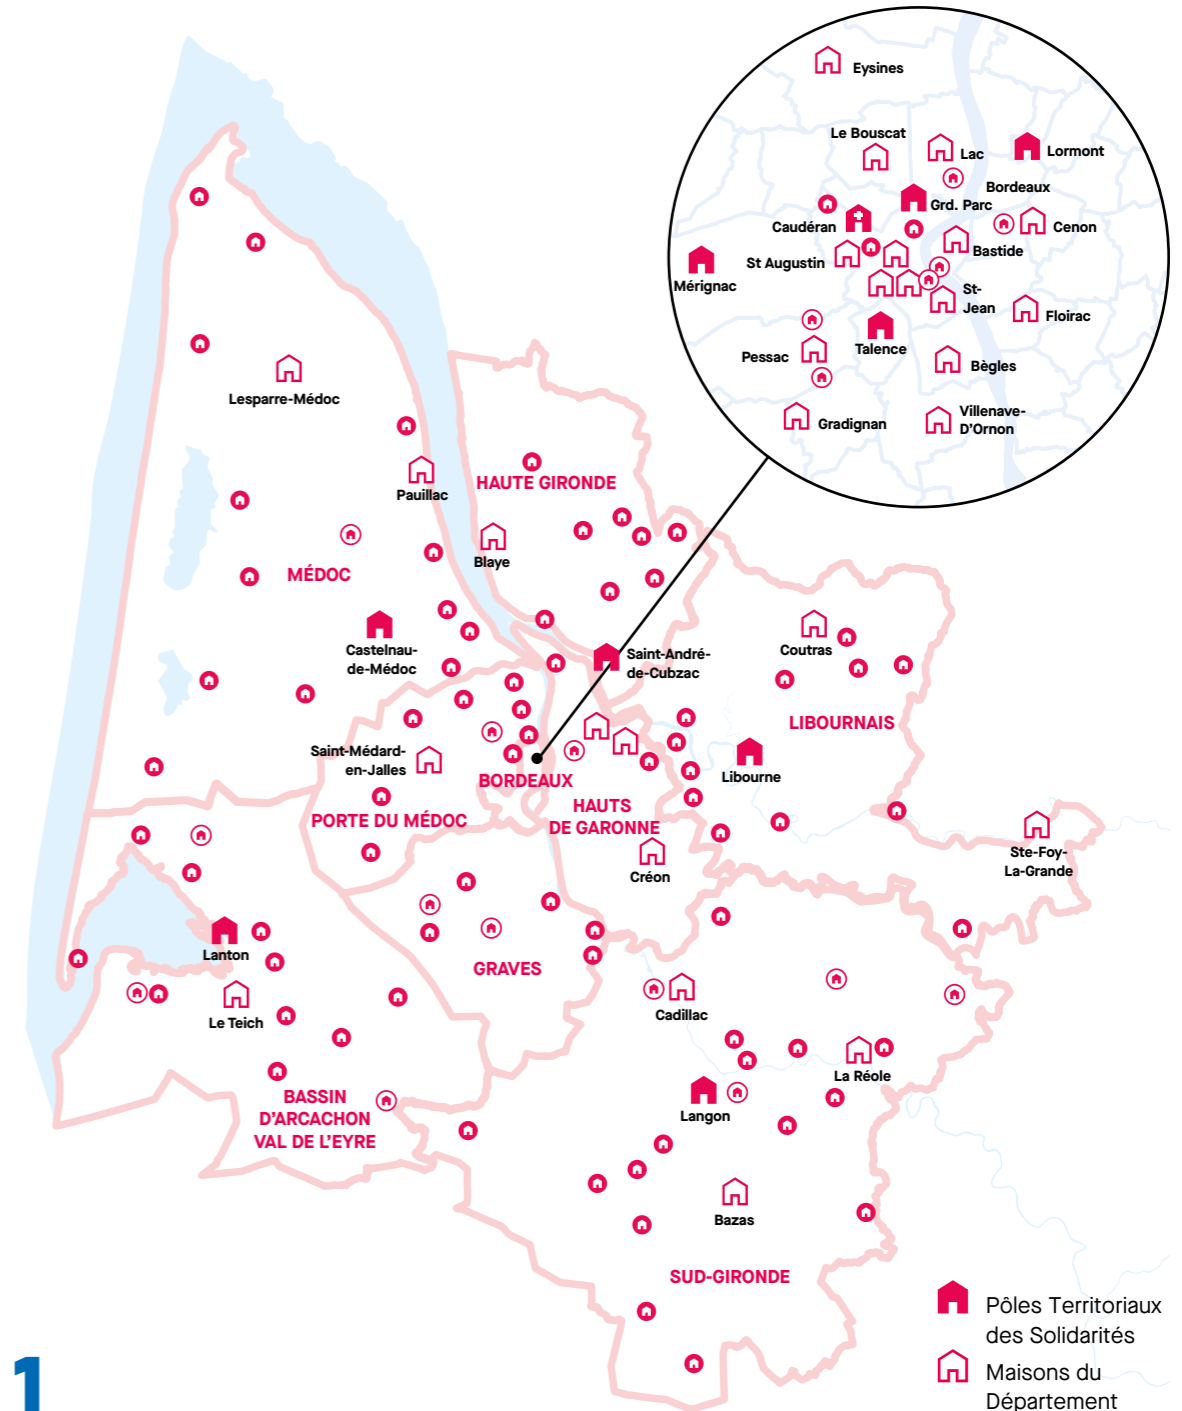 Eysines
Le Bouscat
Lac
Lormont
Bordeaux
Grd. Parc
Caudéran
Cenon
Bastide
St Augustin
Mérignac
St-
Jean
Floirac
Talence
Pessac
Bègles
Gradignan
Villenave-
D'Ornon
Lesparre-Médoc
Pauillac
HAUTE GIRONDE
Blaye
MÉDOC
Castelnau-
de-Médoc
Saint-André-
de-Cubzac
Coutras
LIBOURNAIS
Saint-Médard-
en-Jalles
Libourne
BORDEAUX
PORTE DU MÉDOC
HAUTS
DE GARONNE
Créon
Ste-Foy-
La-Grande
Lanton
GRAVES
Le Teich
Cadillac
La Réole
Langon
BASSIN
D'ARCACHON
VAL DE L'EYRE
Bazas
SUD-GIRONDE
Pôles Territoriaux
des Solidarités
Maisons du
Département
1